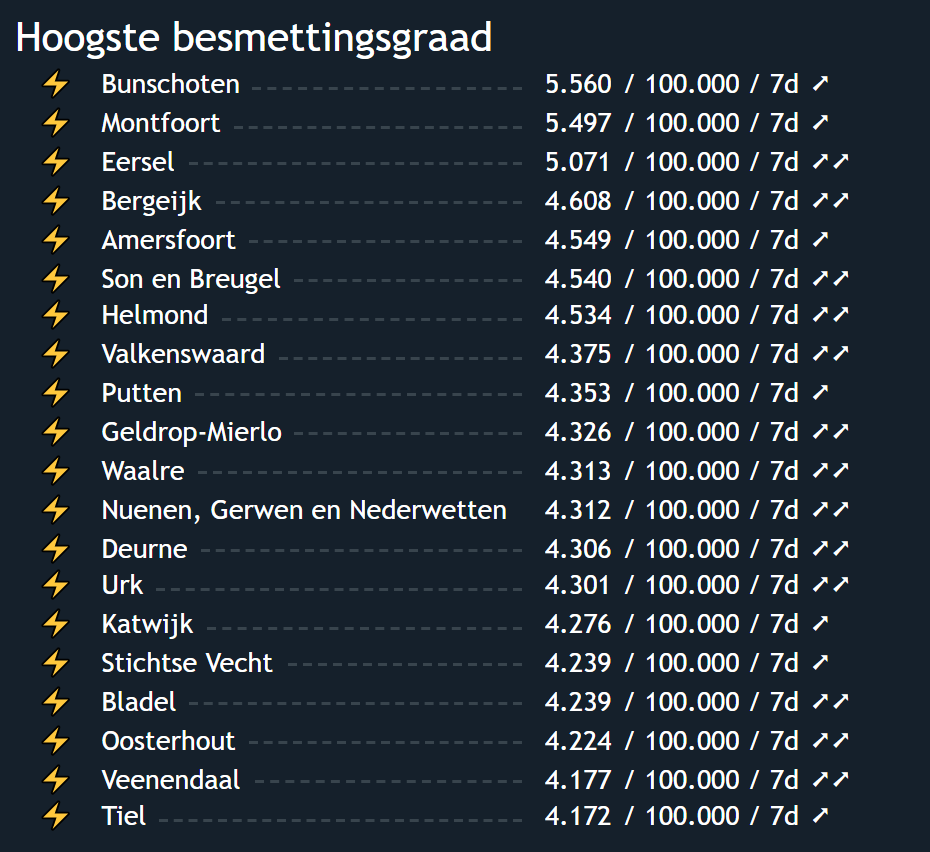 Hoogste besmettingsgraad
⚡ Bunschoten 5.560 / 100.000 / 7d ➚
⚡ Montfoort 5.497 / 100.000 / 7d ➚
⚡ Eersel 5.071 / 100.000 / 7d ➚➚
⚡ Bergeijk 4.608 / 100.000 / 7d ➚➚
⚡ Amersfoort 4.549 / 100.000 / 7d ➚
⚡ Son en Breugel 4.540 / 100.000 / 7d ➚➚
⚡ Helmond 4.534 / 100.000 / 7d ➚➚
⚡ Valkenswaard 4.375 / 100.000 / 7d ➚➚
⚡ Putten 4.353 / 100.000 / 7d ➚
⚡ Geldrop-Mierlo 4.326 / 100.000 / 7d ➚➚
⚡ Waalre 4.313 / 100.000 / 7d ➚➚
⚡ Nuenen, Gerwen en Nederwetten 4.312 / 100.000 / 7d ➚➚
⚡ Deurne 4.306 / 100.000 / 7d ➚➚
⚡ Urk 4.301 / 100.000 / 7d ➚➚
⚡ Katwijk 4.276 / 100.000 / 7d ➚
⚡ Stichtse Vecht 4.239 / 100.000 / 7d ➚
⚡ Bladel 4.239 / 100.000 / 7d ➚➚
⚡ Oosterhout 4.224 / 100.000 / 7d ➚➚
⚡ Veenendaal 4.177 / 100.000 / 7d ➚➚
⚡ Tiel 4.172 / 100.000 / 7d ➚